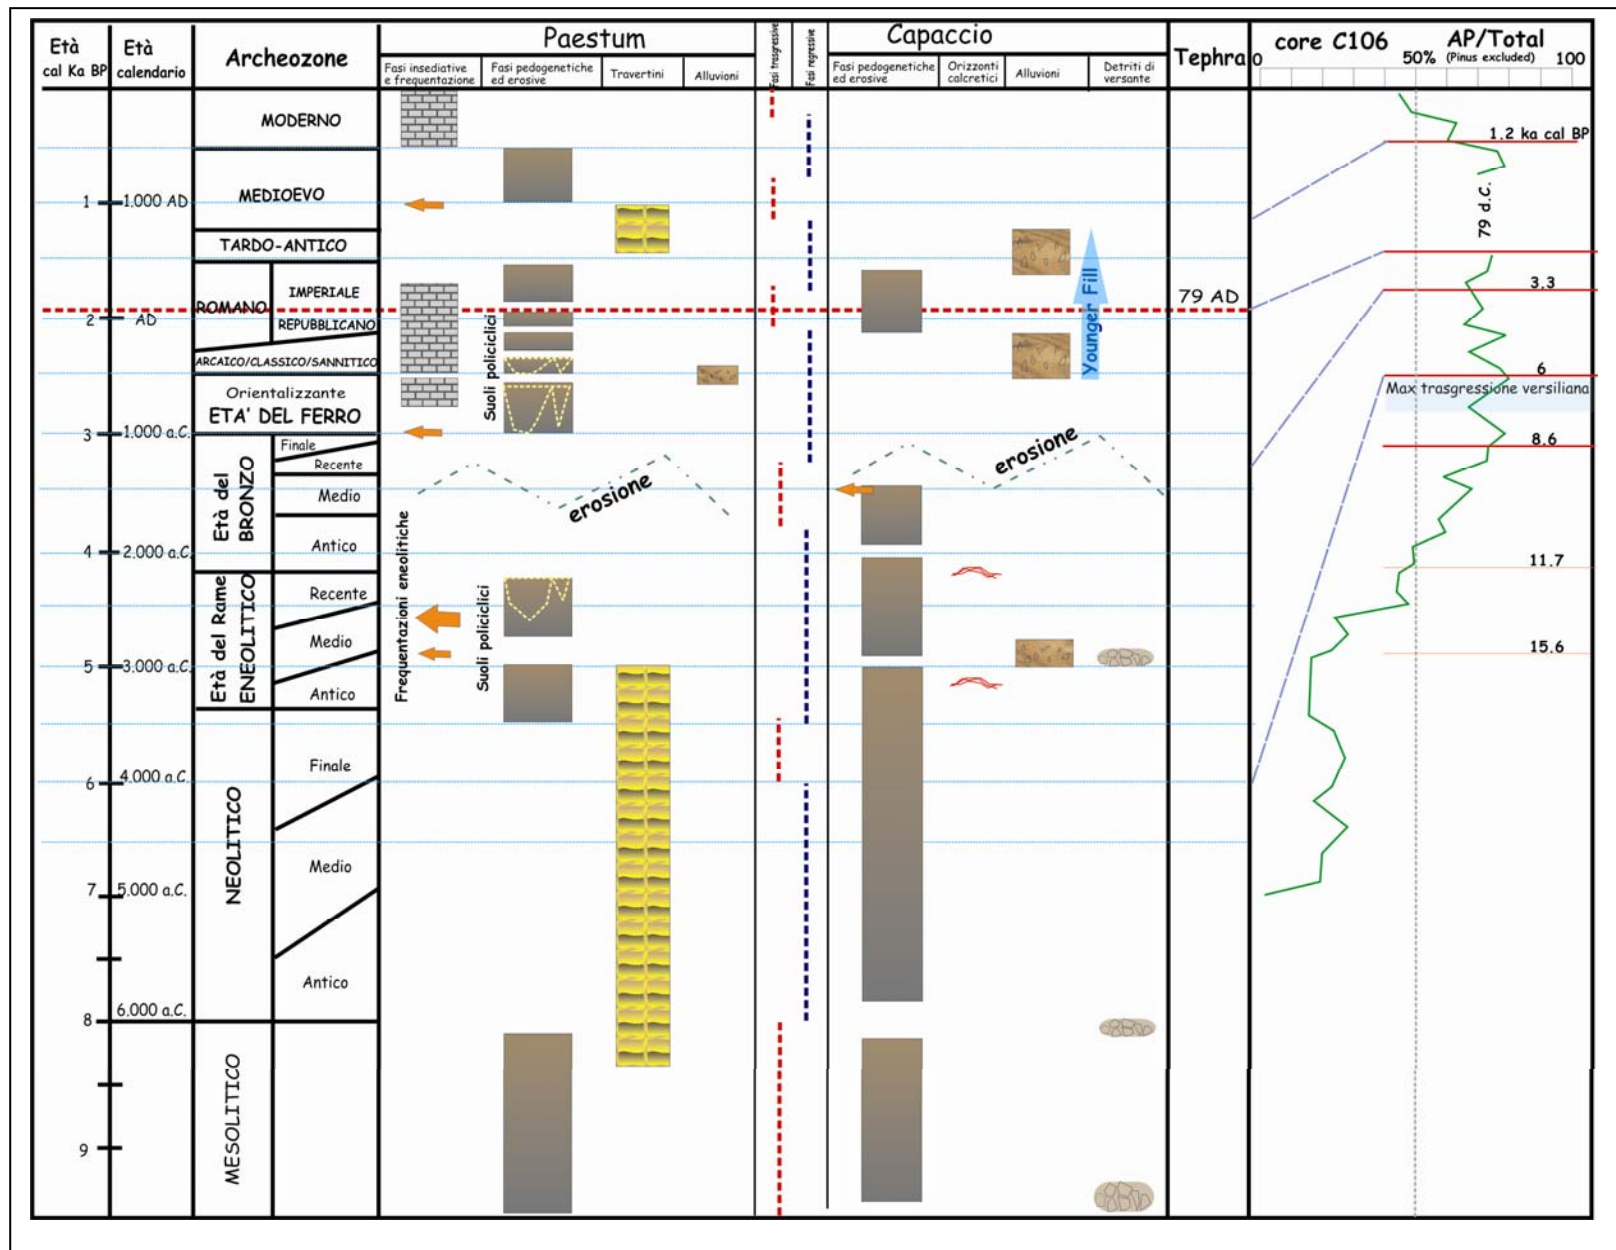 Età
cal Ka BP
Età
calendario
Archeozone
Paestum
Fasi insediative
e frequentazione
Fasi pedogenetiche
ed erosive
Travertini
Alluvioni
Fasi trasgressive
Fasi regressive
Capaccio
Fasi pedogenetiche
ed erosive
Orizzonti
calcretici
Alluvioni
Detriti di
versante
Tephra
core C106
AP/Total
(Pinus excluded)
0
50%
100
MODERNO
1.2 ka cal BP
MEDIOEVO
1
1.000 AD
79 d.C.
TARDO-ANTICO
ROMANO
IMPERIALE
79 AD
3.3
2
AD
REPUBBLICANO
Suoli policiclici
Younger Fill
ARCAICO/CLASSICO/SANNITICO
6
Max trasgressione versiliana
Orientalizzante
ETA' DEL FERRO
3
1.000 a.C.
8.6
Età del
BRONZO
Finale
Recente
Medio
Antico
erosione
erosione
4
2.000 a.C.
11.7
Età del Rame
ENEOLITICO
Recente
Medio
Antico
Frequentazioni eneolitiche
Suoli policiclici
15.6
5
3.000 a.C.
NEOLITICO
Finale
6
4.000 a.C.
Medio
7
5.000 a.C.
Antico
6.000 a.C.
8
MESOLITICO
9